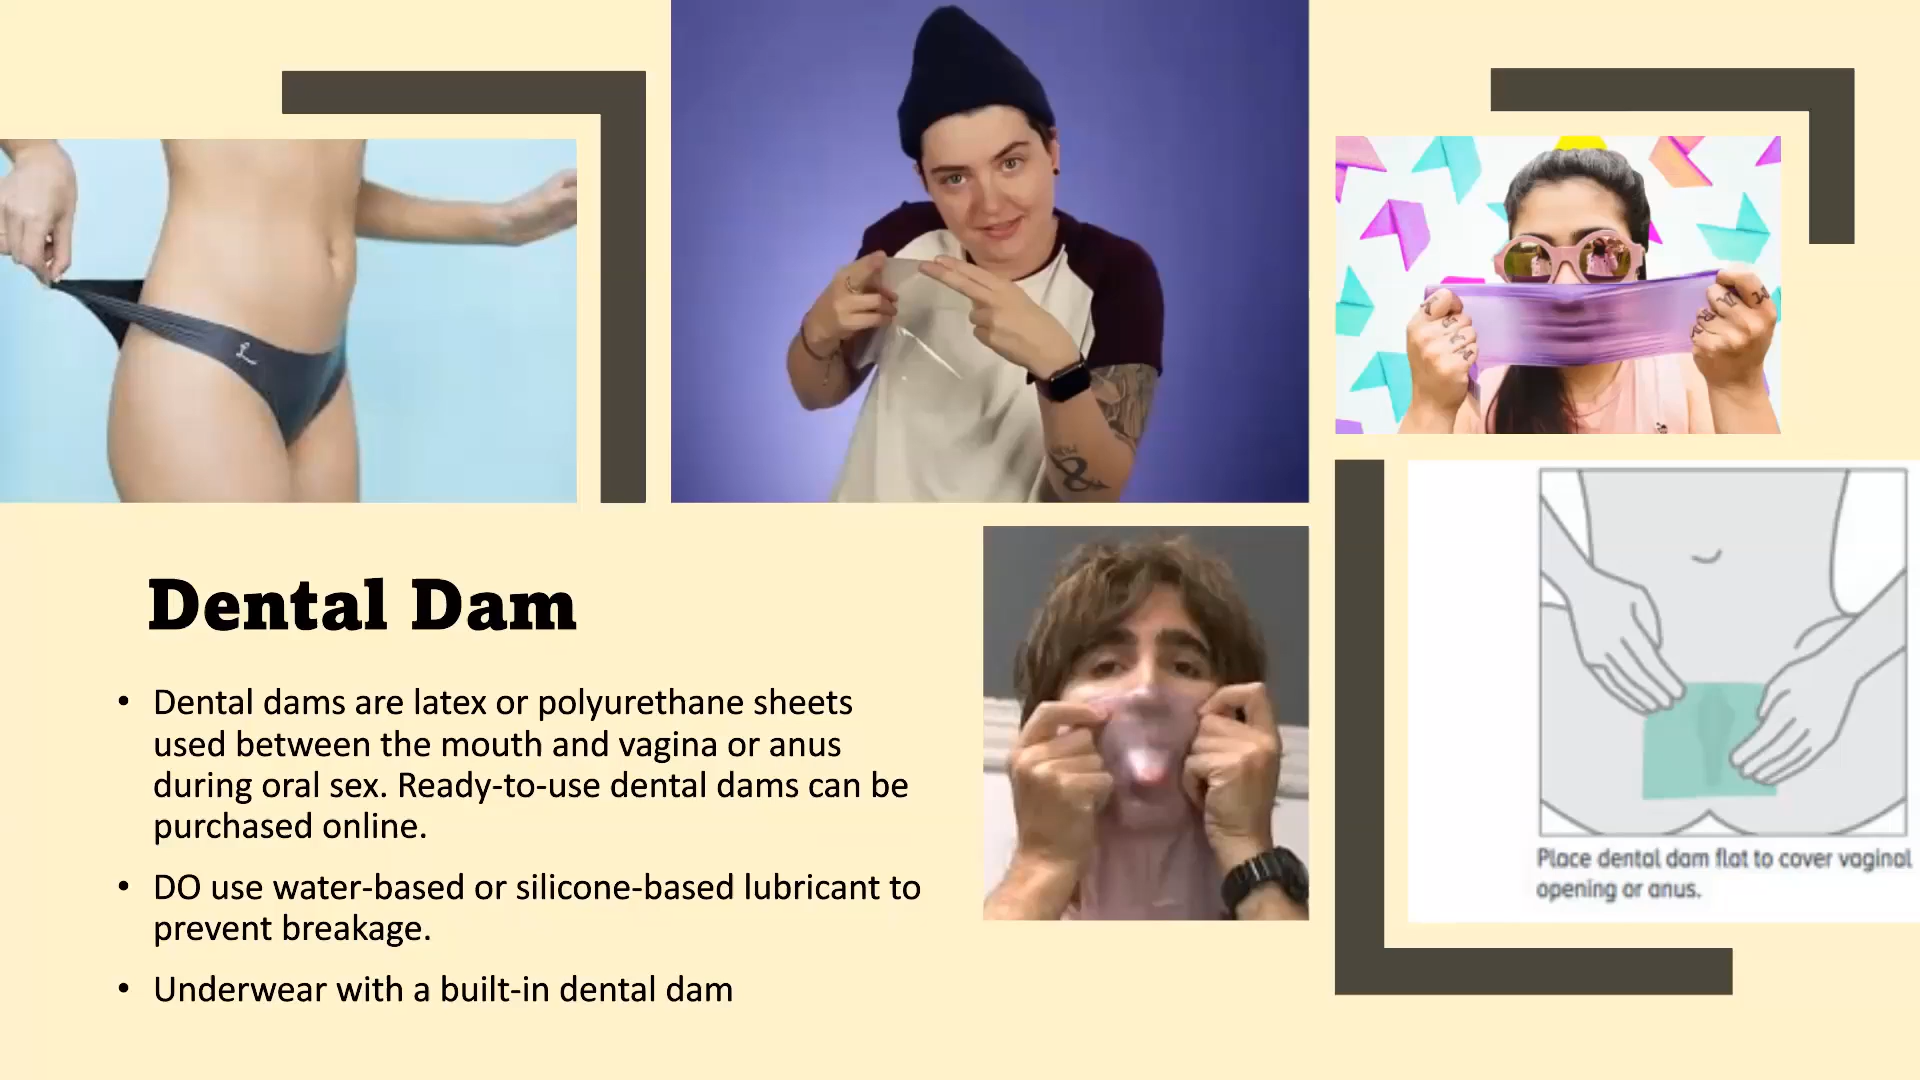 Dental Dam
• Dental dams are latex or polyurethane sheets
used between the mouth and vagina or anus
during oral sex. Ready-to-use dental dams can be
purchased online.
• DO use water-based or silicone-based lubricant to
prevent breakage.
• Underwear with a built-in dental dam
Place dental dam flat to cover vaginal
opening or anus.